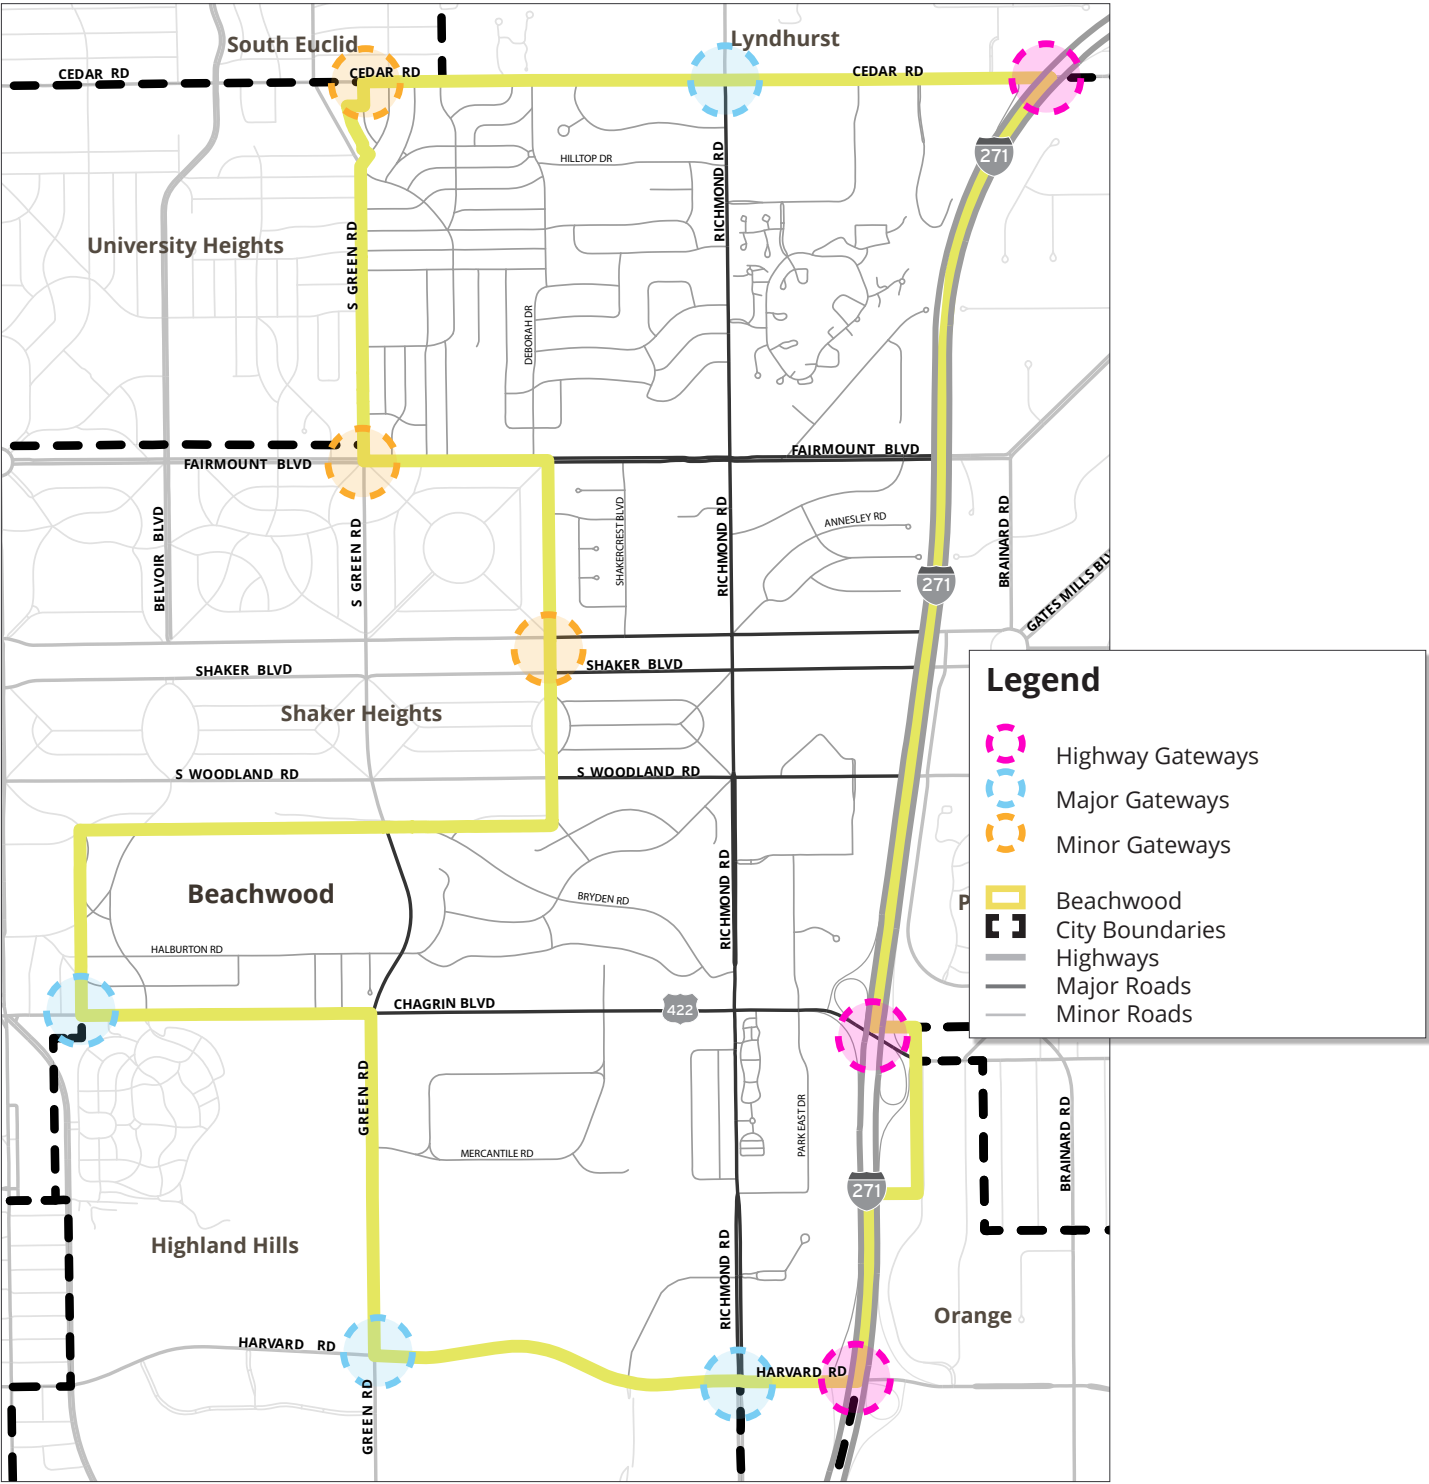 South Euclid
Lyndhurst
CEDAR RD
CEDAR RD
CEDAR RD
271
HILLTOP DR
RICHMOND RD
University Heights
S GREEN RD
DEBORAH DR
FAIRMOUNT BLVD
FAIRMOUNT BLVD
BELVOIR BLVD
S GREEN RD
SHAKERCREST BLVD
RICHMOND RD
ANNESLEY RD
BRAINARD RD
271
GATES MILLS BLV
SHAKER BLVD
SHAKER BLVD
Shaker Heights
S WOODLAND RD
S WOODLAND RD
Beachwood
BRYDEN RD
RICHMOND RD
HALBURTON RD
CHAGRIN BLVD
422
P
GREEN RD
MERCANTILE RD
PARK EAST DR
BRAINARD RD
271
Highland Hills
RICHMOND RD
Orange
HARVARD RD
HARVARD RD
GREEN RD
Legend
Highway Gateways
Major Gateways
Minor Gateways
Beachwood
City Boundaries
Highways
Major Roads
Minor Roads